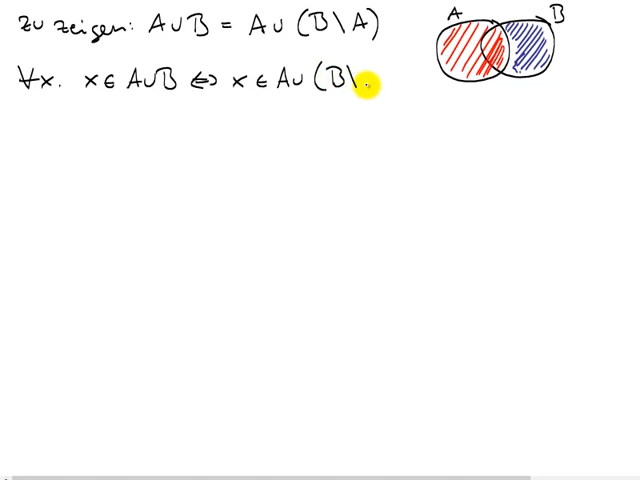 zu zeigen: A ∪ B = A ∪ (B \ A)
A B
∀x. x ∈ A ∪ B ⇔ x ∈ A ∪ (B \